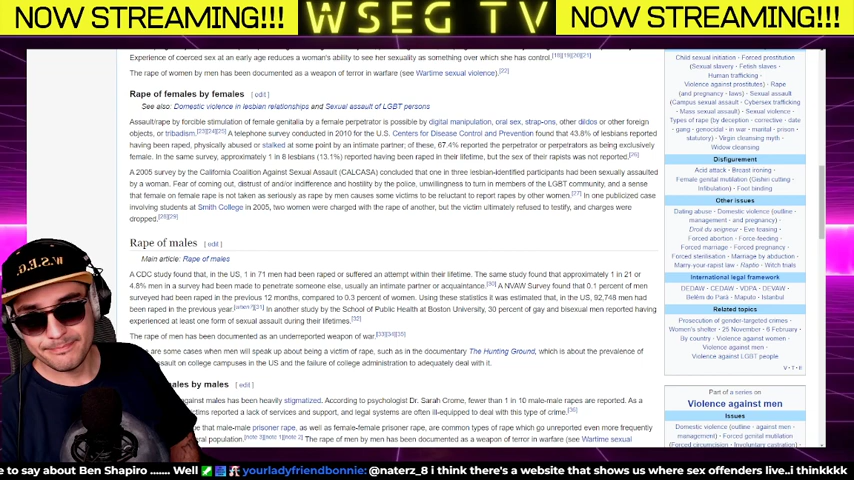 NOW STREAMING!!!
WSEG TV
NOW STREAMING!!!
Experience of coerced sex at an early age reduces a woman's ability to see her sexuality as something over which she has control.[18][19][20][21]
The rape of women by men has been documented as a weapon of terror in warfare (see Wartime sexual violence).[22]
Rape of females by females [ edit ]
See also: Domestic violence in lesbian relationships and Sexual assault of LGBT persons
Assault/rape by forcible stimulation of female genitalia by a female perpetrator is possible by digital manipulation, oral sex, strap-ons, other dildos or other foreign
objects, or tribadism.[23][24][25] A telephone survey conducted in 2010 for the U.S. Centers for Disease Control and Prevention found that 43.8% of lesbians reported
having been raped, physically abused or stalked at some point by an intimate partner; of these, 67.4% reported the perpetrator or perpetrators as being exclusively
female. In the same survey, approximately 1 in 8 lesbians (13.1%) reported having been raped in their lifetime, but the sex of their rapists was not reported.[26]
A 2005 survey by the California Coalition Against Sexual Assault (CALCASA) concluded that one in three lesbian-identified participants had been sexually assaulted
by a woman. Fear of coming out, distrust of and/or indifference and hostility by the police, unwillingness to turn in members of the LGBT community, and a sense
that female on female rape is not taken as seriously as rape by men causes some victims to be reluctant to report rapes by other women.[27] In one publicized case
involving students at Smith College in 2005, two women were charged with the rape of another, but the victim ultimately refused to testify, and charges were
dropped.[28][29]
Rape of males [ edit ]
Main article: Rape of males
A CDC study found that, in the US, 1 in 71 men had been raped or suffered an attempt within their lifetime. The same study found that approximately 1 in 21 or
4.8% men in a survey had been made to penetrate someone else, usually an intimate partner or acquaintance.[30] A NVAW Survey found that 0.1 percent of men
surveyed had been raped in the previous 12 months, compared to 0.3 percent of women. Using these statistics it was estimated that, in the US, 92,748 men had
been raped in the previous year.[when?][31] In another study by the School of Public Health at Boston University, 30 percent of gay and bisexual men reported having
experienced at least one form of sexual assault during their lifetimes.[32]
The rape of men has been documented as an underreported weapon of war.[33][34][35]
are some cases when men will speak up about being a victim of rape, such as in the documentary The Hunting Ground, which is about the prevalence of
assault on college campuses in the US and the failure of college administration to adequately deal with it.
males by males [ edit ]
against males has been heavily stigmatized. According to psychologist Dr. Sarah Crome, fewer than 1 in 10 male-male rapes are reported. As a
victims reported a lack of services and support, and legal systems are often ill-equipped to deal with this type of crime.[36]
that male-male prisoner rape, as well as female-female prisoner rape, are common types of rape which go unreported even more frequently
population.[note 1][note 2] The rape of men by men has been documented as a weapon of terror in warfare (see Wartime sexual
Child sexual initiation · Forced prostitution
(Sexual slavery · Fetish slaves ·
Human trafficking ·
Violence against prostitutes) · Rape
(and pregnancy · laws) · Sexual assault
(Campus sexual assault · Cybersex trafficking
· Mass sexual assault) · Sexual violence ·
Types of rape (by deception · corrective · date
· gang · genocidal · in war · marital · prison ·
statutory) · Virgin cleansing myth ·
Widow cleansing
Disfigurement
Acid attack · Breast ironing ·
Female genital mutilation (Gishiri cutting ·
Infibulation) · Foot binding
Other issues
Dating abuse · Domestic violence (outline
· management · and pregnancy) ·
Droit du seigneur · Eve teasing ·
Forced abortion · Force-feeding ·
Forced marriage · Forced pregnancy ·
Forced sterilisation · Marriage by abduction ·
Marry-your-rapist law · Raptio · Witch trials
International legal framework
DEDAW · CEDAW · VDPA · DEVAW ·
Belém do Pará · Maputo · Istanbul
Related topics
Prosecution of gender-targeted crimes ·
Women's shelter · 25 November · 6 February ·
By country · Violence against women ·
Violence against men ·
Violence against LGBT people
V · T · E
Part of a series on
Violence against men
Issues
Domestic violence (outline · against men ·
management) · Forced genital mutilation
(Forced circumcision · Involuntary castration) ·
W.S.E.G.
e to say about Ben Shapiro ....... Well yourladyfriendbonnie: @naterz_8 i think there's a website that shows us where sex offenders live..i thinkkkk